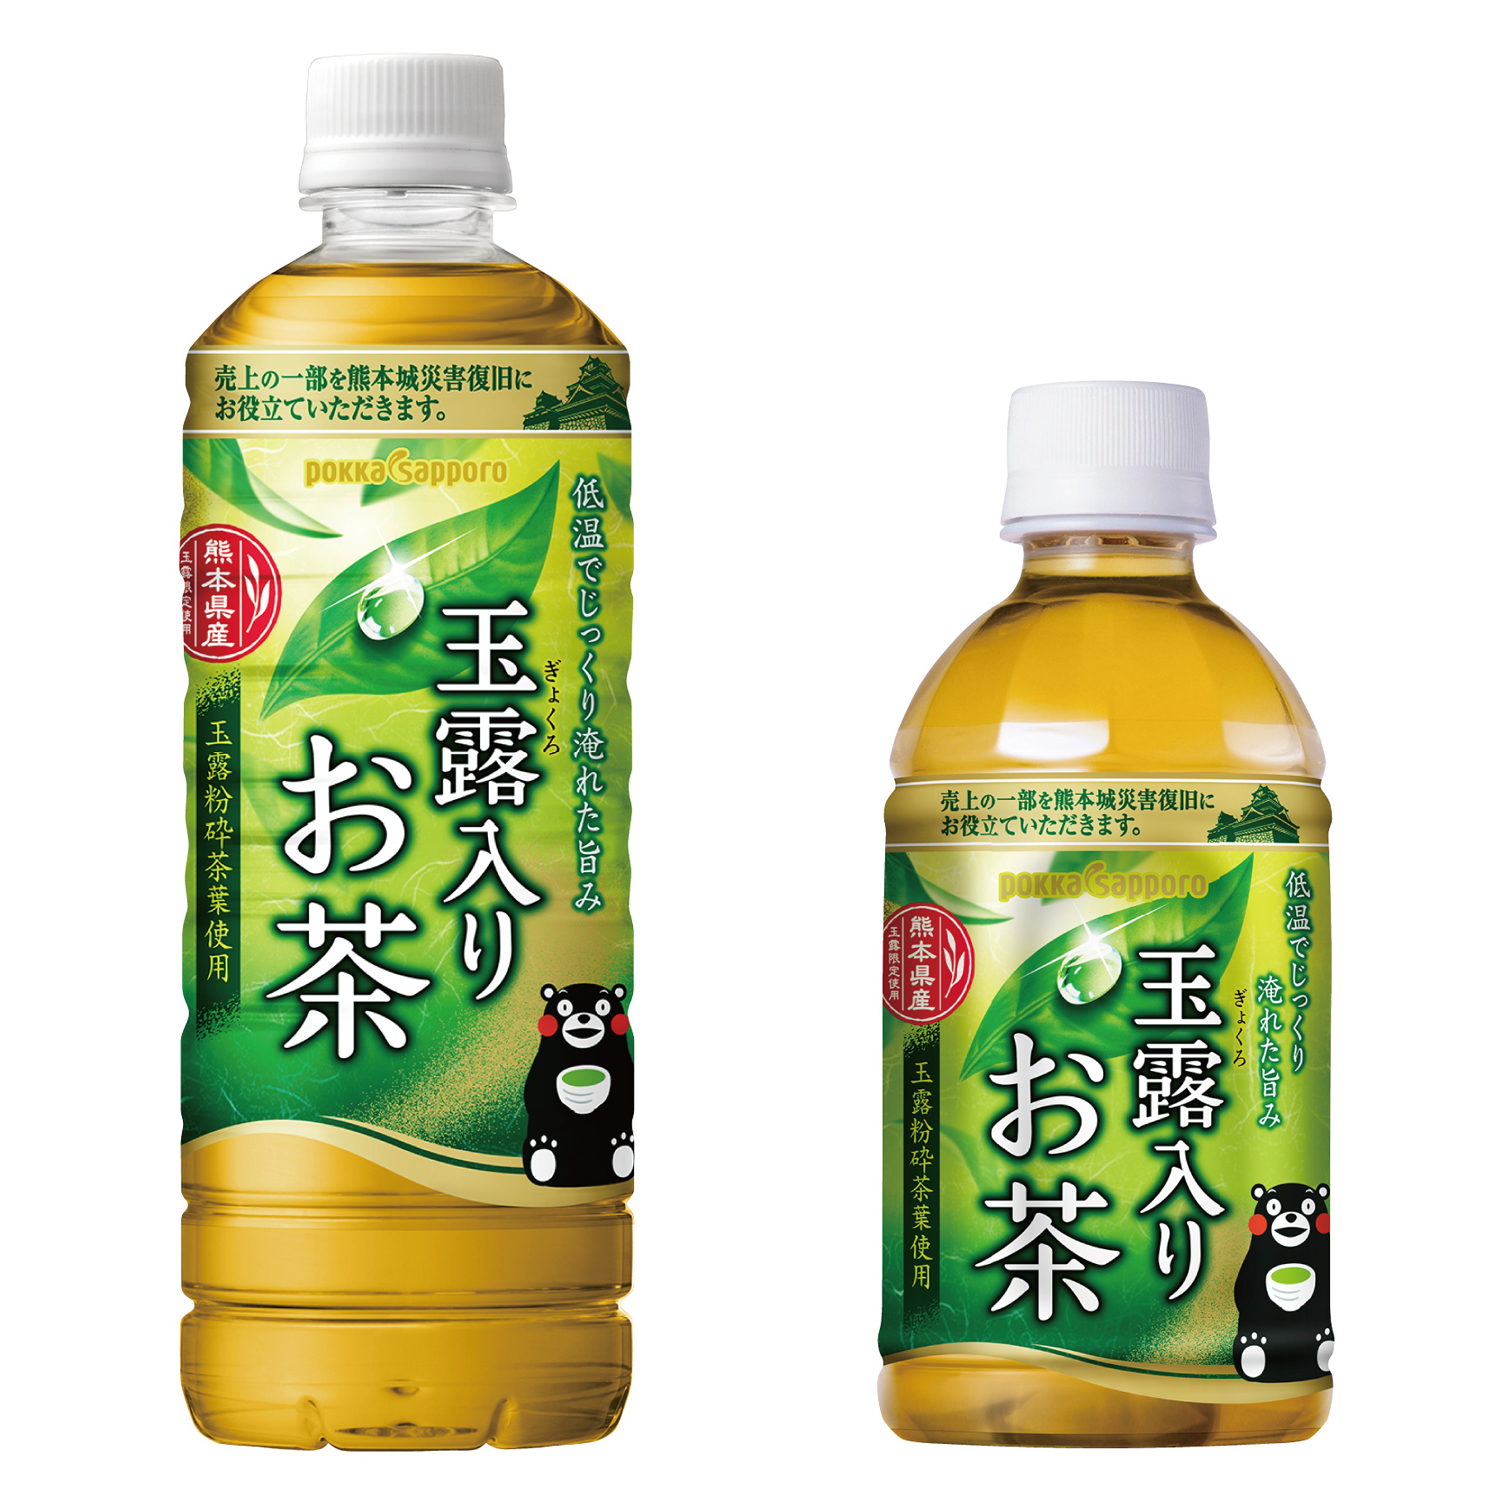 売上の一部を熊本城災害復旧に
お役立ていただきます。
pokka sapporo
低温でじっくり淹れた旨み
玉露入り
ぎょくろ
お茶
熊本県産
玉露限定使用
玉露粉砕茶葉使用
売上の一部を熊本城災害復旧に
お役立ていただきます。
pokka sapporo
低温でじっくり
淹れた旨み
玉露入り
ぎょくろ
お茶
熊本県産
玉露限定使用
玉露粉砕茶葉使用